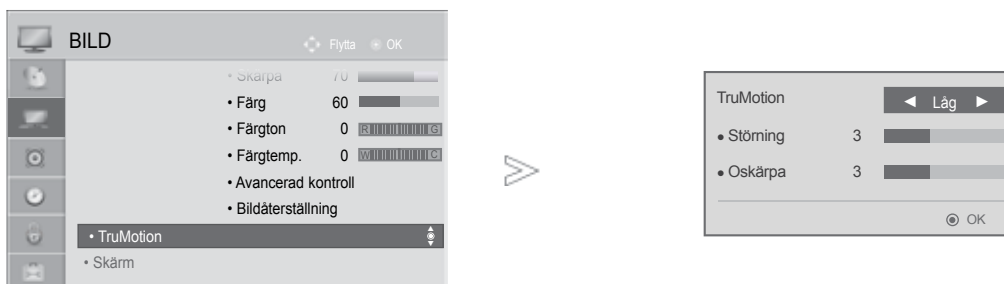 BILD
Flytta OK
• Skärpa 70
• Färg 60
• Färgton 0 R G
• Färgtemp. 0 W C
• Avancerad kontroll
• Bildåterställning
• TruMotion
• Skärm
TruMotion ◄ Låg ►
• Störning 3
• Oskärpa 3
OK